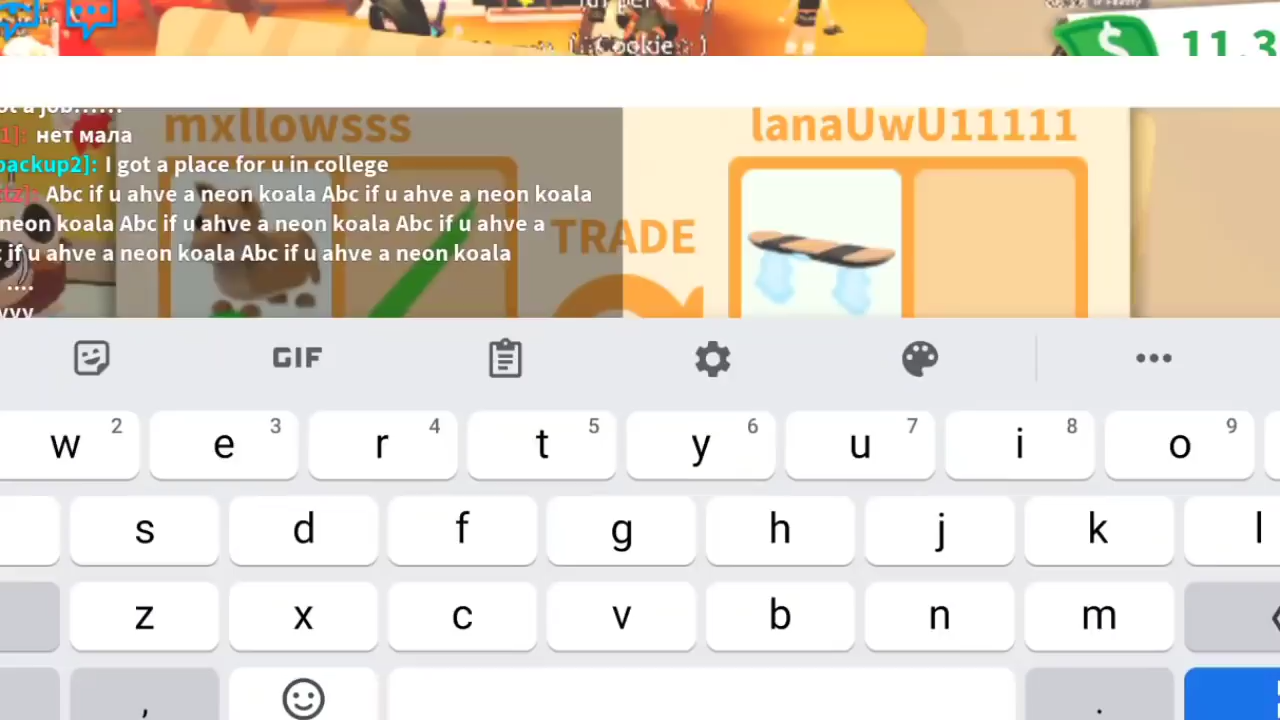 Cookie
11.3
mxllowsss
lanaUwU11111
1]: нет мала
backup2]: I got a place for u in college
Abc if u ahve a neon koala Abc if u ahve a neon koala
neon koala Abc if u ahve a neon koala Abc if u ahve a
if u ahve a neon koala Abc if u ahve a neon koala
....
TRADE
GIF
w 2 e 3 r 4 t 5 y 6 u 7 i 8 o 9
s d f g h j k l
z x c v b n m
, .